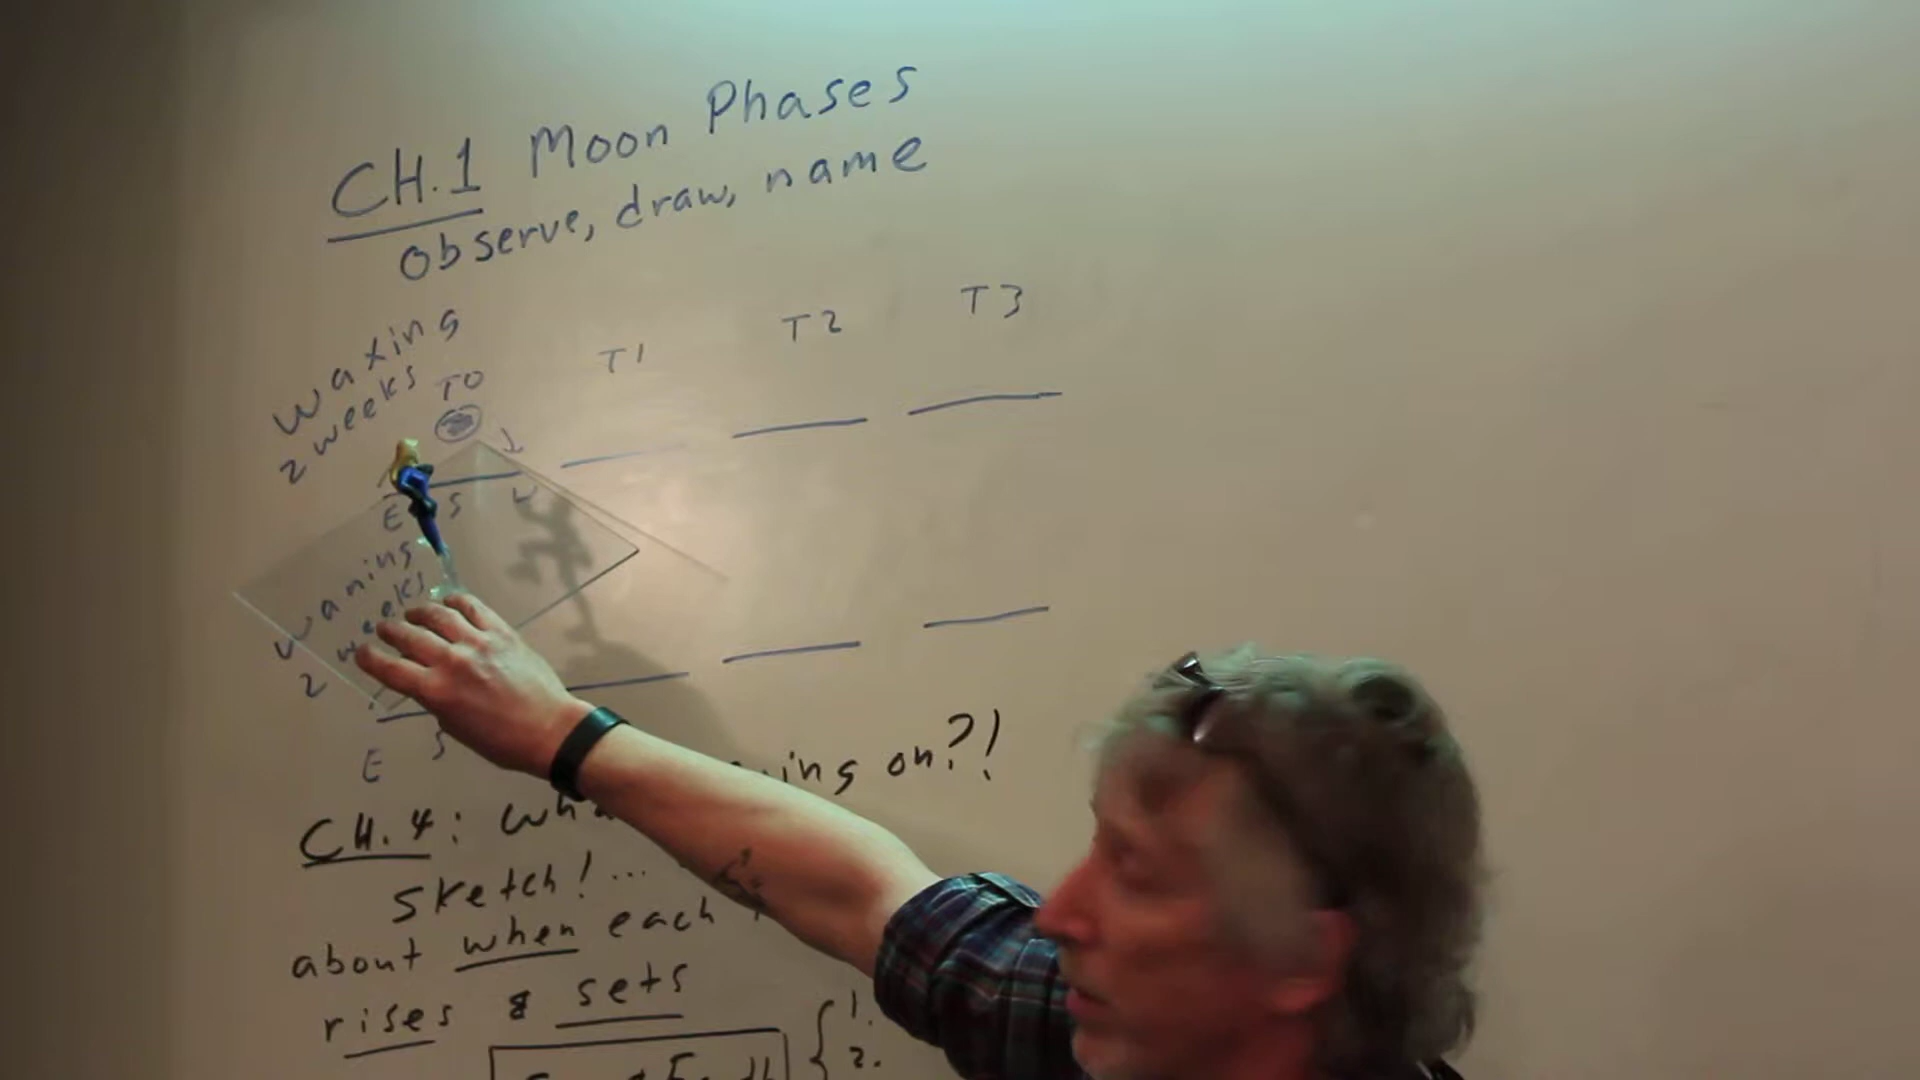 CH.1 Moon Phases
observe, draw, name
waxing
2 weeks
T0 T1 T2 T3
E S W
waning
2 weeks
E S
CH.4: ing on?!
sketch!...
about when each
rises & sets
{ 1.
2.